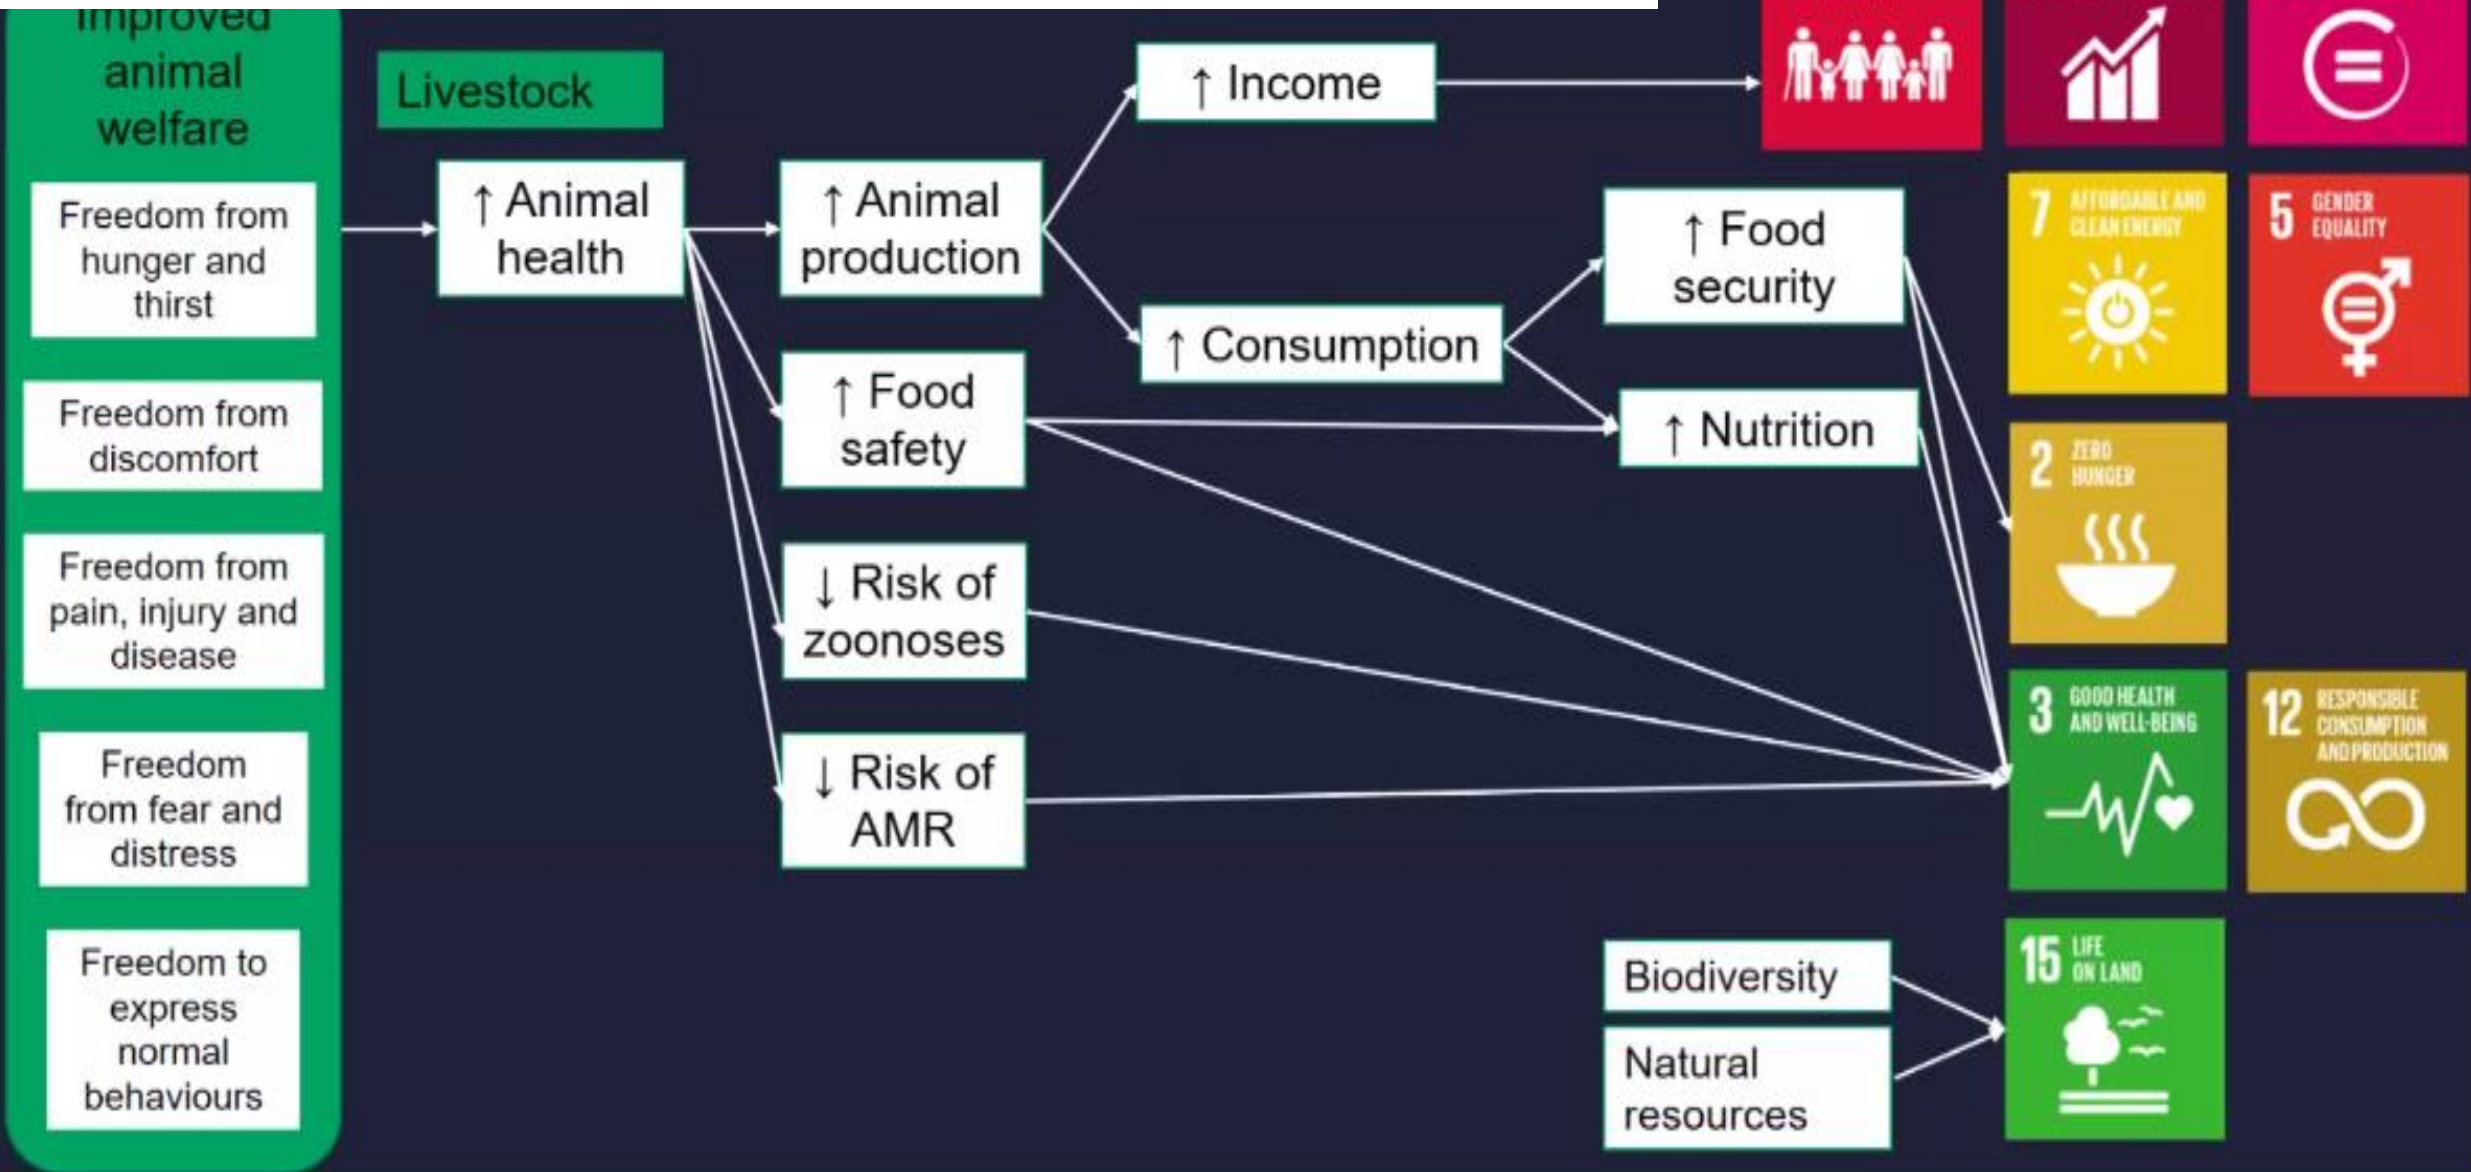 Improved
animal
welfare
Freedom from
hunger and
thirst
Freedom from
discomfort
Freedom from
pain, injury and
disease
Freedom
from fear and
distress
Freedom to
express
normal
behaviours
Livestock
↑ Animal
health
↑ Animal
production
↑ Food
safety
↓ Risk of
zoonoses
↓ Risk of
AMR
↑ Income
↑ Consumption
↑ Food
security
↑ Nutrition
Biodiversity
Natural
resources
7 AFFORDABLE AND
CLEAN ENERGY
5 GENDER
EQUALITY
2 ZERO
HUNGER
3 GOOD HEALTH
AND WELL-BEING
12 RESPONSIBLE
CONSUMPTION
AND PRODUCTION
15 LIFE
ON LAND